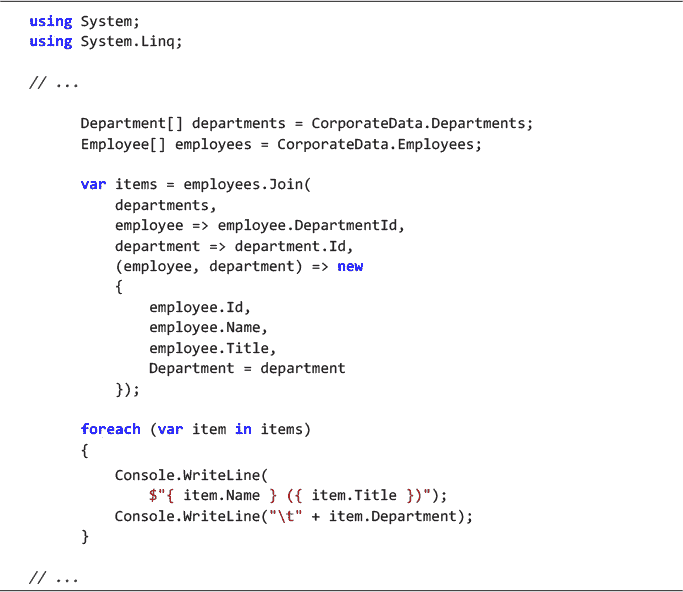 using System;
using System.Linq;
// ...
Department[] departments = CorporateData.Departments;
Employee[] employees = CorporateData.Employees;
var items = employees.Join(
departments,
employee => employee.DepartmentId,
department => department.Id,
(employee, department) => new
{
employee.Id,
employee.Name,
employee.Title,
Department = department
});
foreach (var item in items)
{
Console.WriteLine(
$"{ item.Name } ({ item.Title })");
Console.WriteLine("\t" + item.Department);
}
// ...